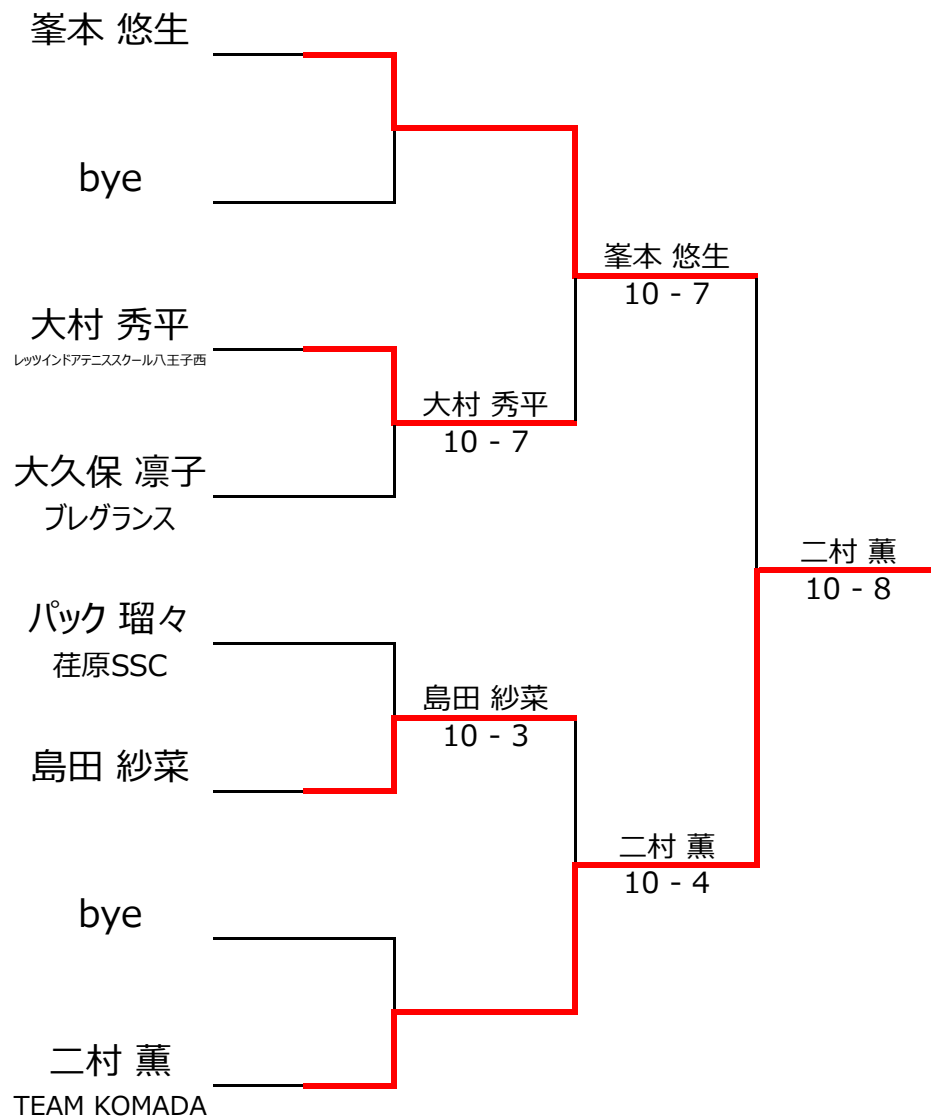 峯本 悠生
bye
大村 秀平
レッツインドアテニススクール八王子西
大久保 凛子
ブレグランス
パック 瑠々
荏原SSC
島田 紗菜
bye
二村 薫
TEAM KOMADA
大村 秀平
10 - 7
島田 紗菜
10 - 3
峯本 悠生
10 - 7
二村 薫
10 - 4
二村 薫
10 - 8